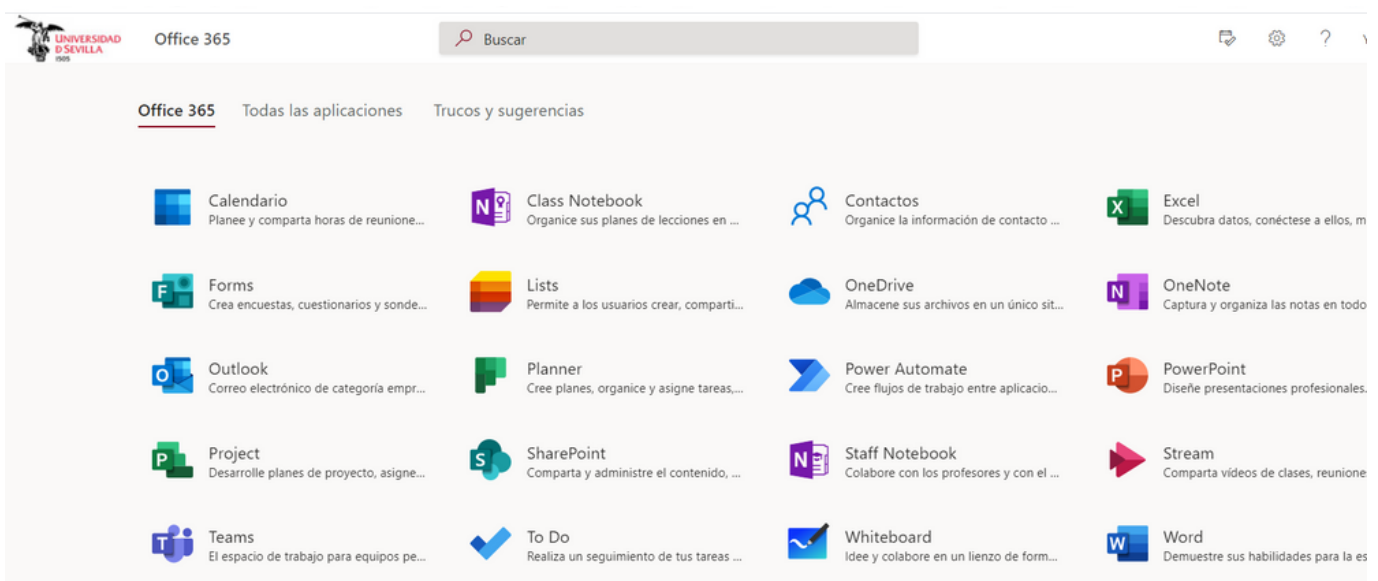 UNIVERSIDAD
D SEVILLA
1505
Office 365
Buscar
Office 365 Todas las aplicaciones Trucos y sugerencias
Calendario
Planee y comparta horas de reunione...
Class Notebook
Organice sus planes de lecciones en ...
Contactos
Organice la información de contacto ...
Excel
Descubra datos, conéctese a ellos, m
Forms
Crea encuestas, cuestionarios y sonde...
Lists
Permite a los usuarios crear, comparti...
OneDrive
Almacene sus archivos en un único sit...
OneNote
Captura y organiza las notas en todo
Outlook
Correo electrónico de categoría empr...
Planner
Cree planes, organice y asigne tareas,...
Power Automate
Cree flujos de trabajo entre aplicacio...
PowerPoint
Diseñe presentaciones profesionales.
Project
Desarrolle planes de proyecto, asigne...
SharePoint
Comparta y administre el contenido, ...
Staff Notebook
Colabore con los profesores y con el ...
Stream
Comparta vídeos de clases, reunione
Teams
El espacio de trabajo para equipos pe...
To Do
Realiza un seguimiento de tus tareas ...
Whiteboard
Idee y colabore en un lienzo de form...
Word
Demuestre sus habilidades para la es